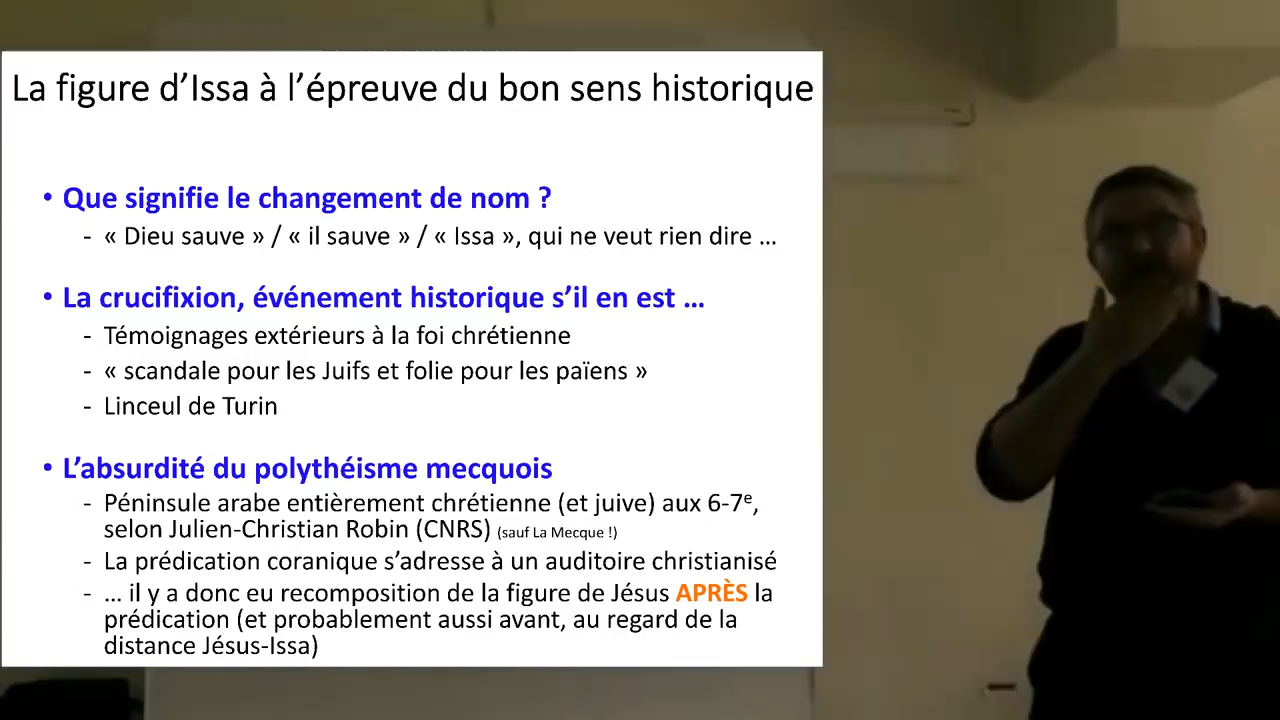 La figure d’Issa à l’épreuve du bon sens historique
• Que signifie le changement de nom ?
- « Dieu sauve » / « il sauve » / « Issa », qui ne veut rien dire …
• La crucifixion, événement historique s’il en est …
- Témoignages extérieurs à la foi chrétienne
- « scandale pour les Juifs et folie pour les païens »
- Linceul de Turin
• L’absurdité du polythéisme mecquois
- Péninsule arabe entièrement chrétienne (et juive) aux 6-7e,
selon Julien-Christian Robin (CNRS) (sauf La Mecque !)
- La prédication coranique s’adresse à un auditoire christianisé
- … il y a donc eu recomposition de la figure de Jésus APRÈS la
prédication (et probablement aussi avant, au regard de la
distance Jésus-Issa)